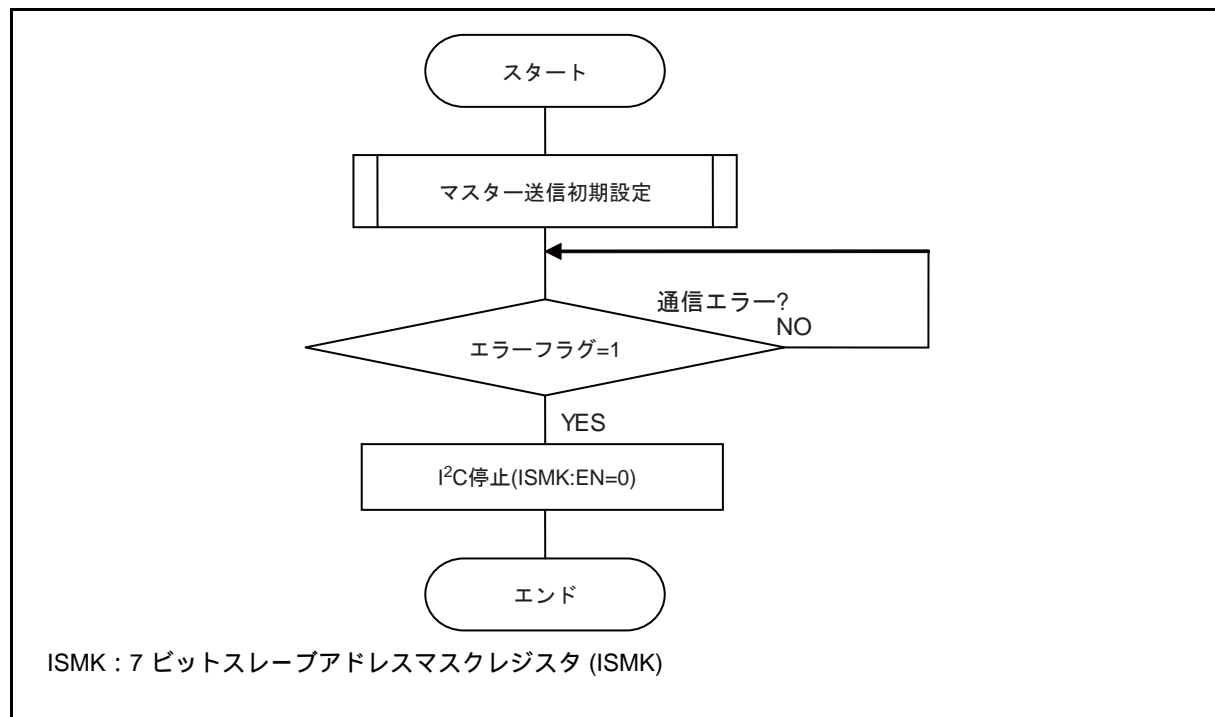 スタート
マスター送信初期設定
通信エラー?
NO
エラーフラグ=1
YES
I²C停止(ISMK:EN=0)
エンド
ISMK : 7 ビットスレーブアドレスマスクレジスタ (ISMK)